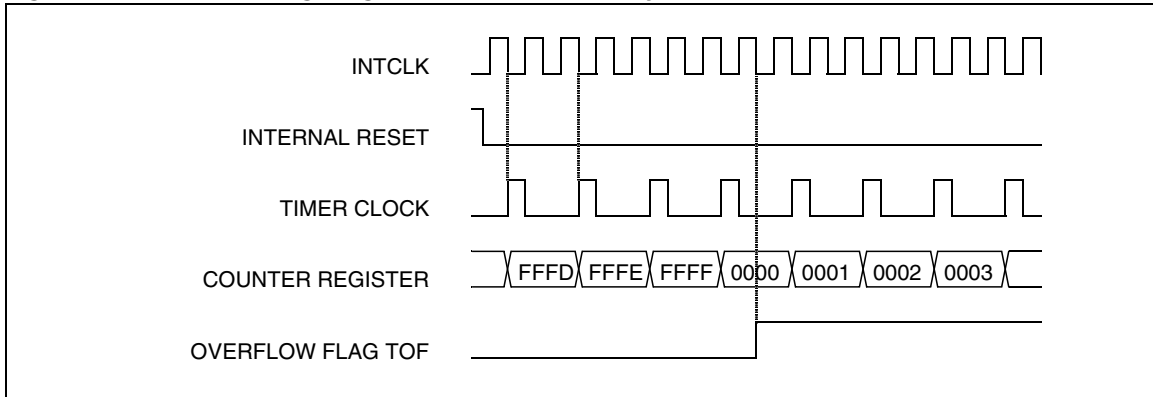 INTCLK
INTERNAL RESET
TIMER CLOCK
COUNTER REGISTER FFFD FFFE FFFF 0000 0001 0002 0003
OVERFLOW FLAG TOF